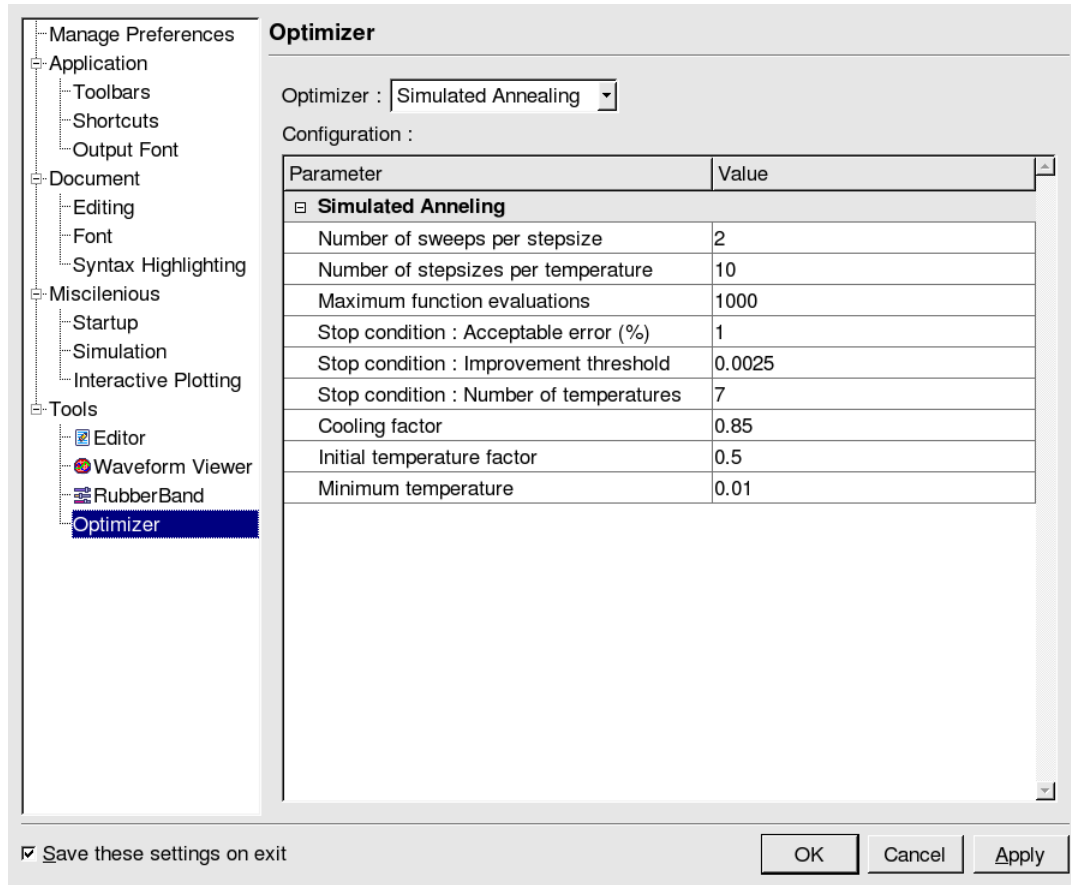 Manage Preferences
Application
Toolbars
Shortcuts
Output Font
Document
Editing
Font
Syntax Highlighting
Miscilenious
Startup
Simulation
Interactive Plotting
Tools
Editor
Waveform Viewer
RubberBand
Optimizer
Optimizer
Optimizer : Simulated Annealing
Configuration :
Parameter Value
Simulated Anneling
Number of sweeps per stepsize 2
Number of stepsizes per temperature 10
Maximum function evaluations 1000
Stop condition : Acceptable error (%) 1
Stop condition : Improvement threshold 0.0025
Stop condition : Number of temperatures 7
Cooling factor 0.85
Initial temperature factor 0.5
Minimum temperature 0.01
Save these settings on exit
OK Cancel Apply